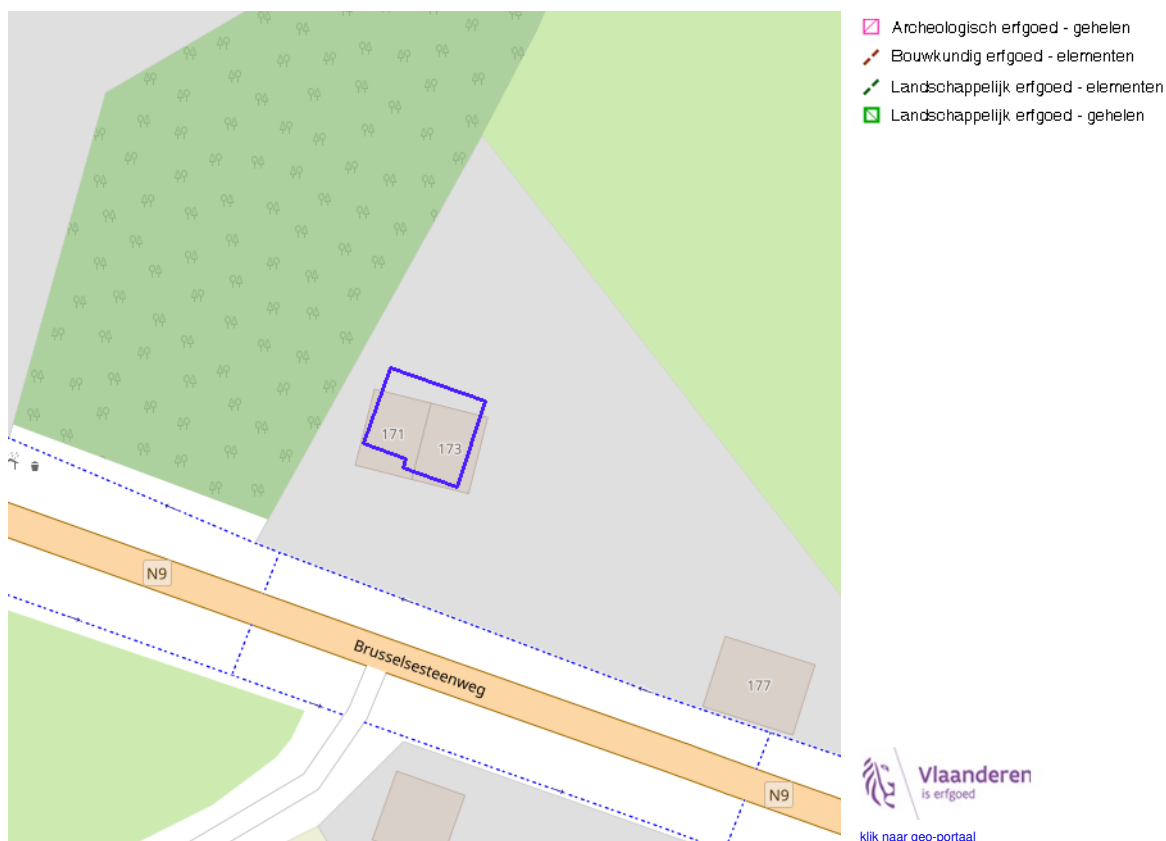 Archeologisch erfgoed - gehelen
Bouwkundig erfgoed - elementen
Landschappelijk erfgoed - elementen
Landschappelijk erfgoed - gehelen
171
173
N9
Brusselsesteenweg
177
N9
Vlaanderen
is erfgoed
klik naar geo-portaal